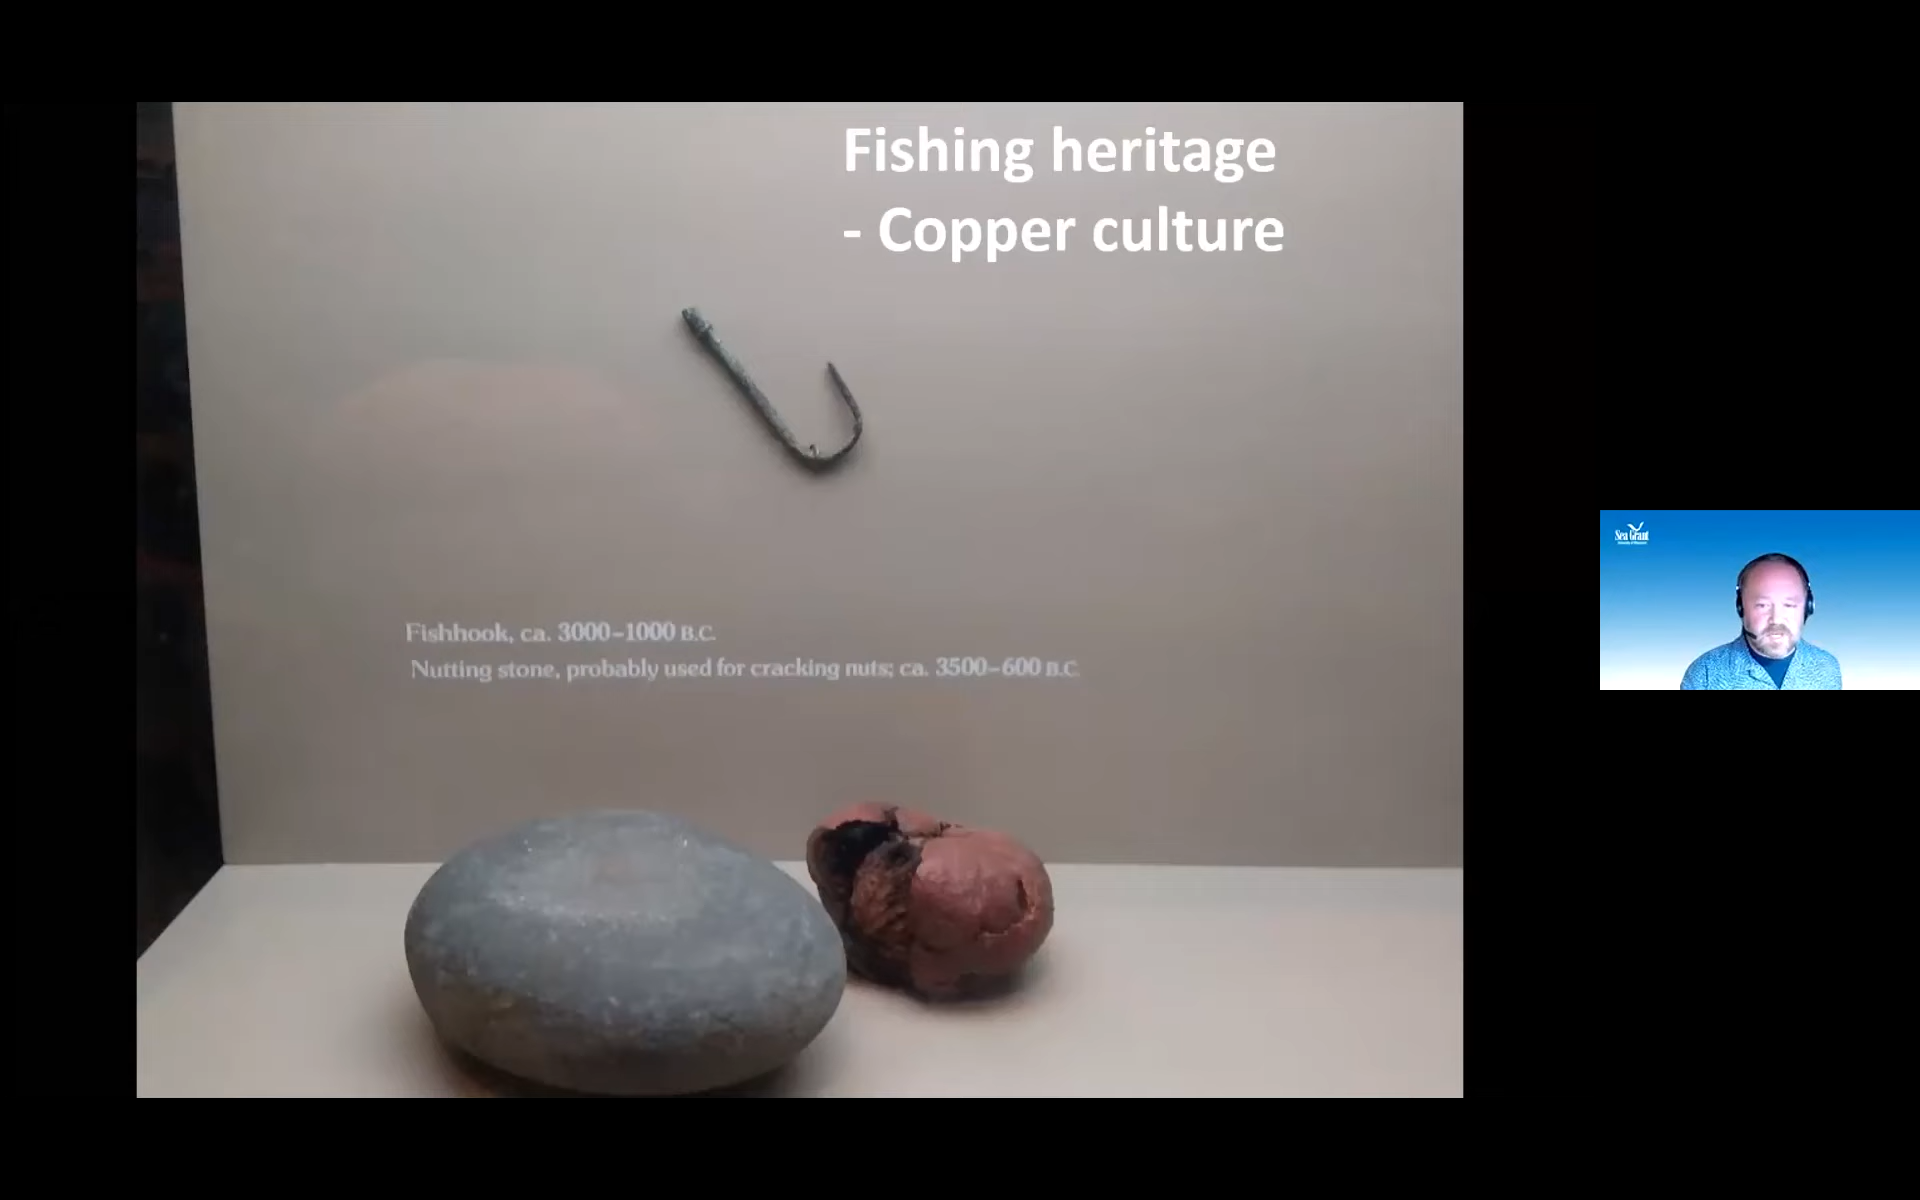 Fishing heritage
- Copper culture
Fishhook, ca. 3000–1000 B.C.
Nutting stone, probably used for cracking nuts; ca. 3500–600 B.C.
Sea Grant